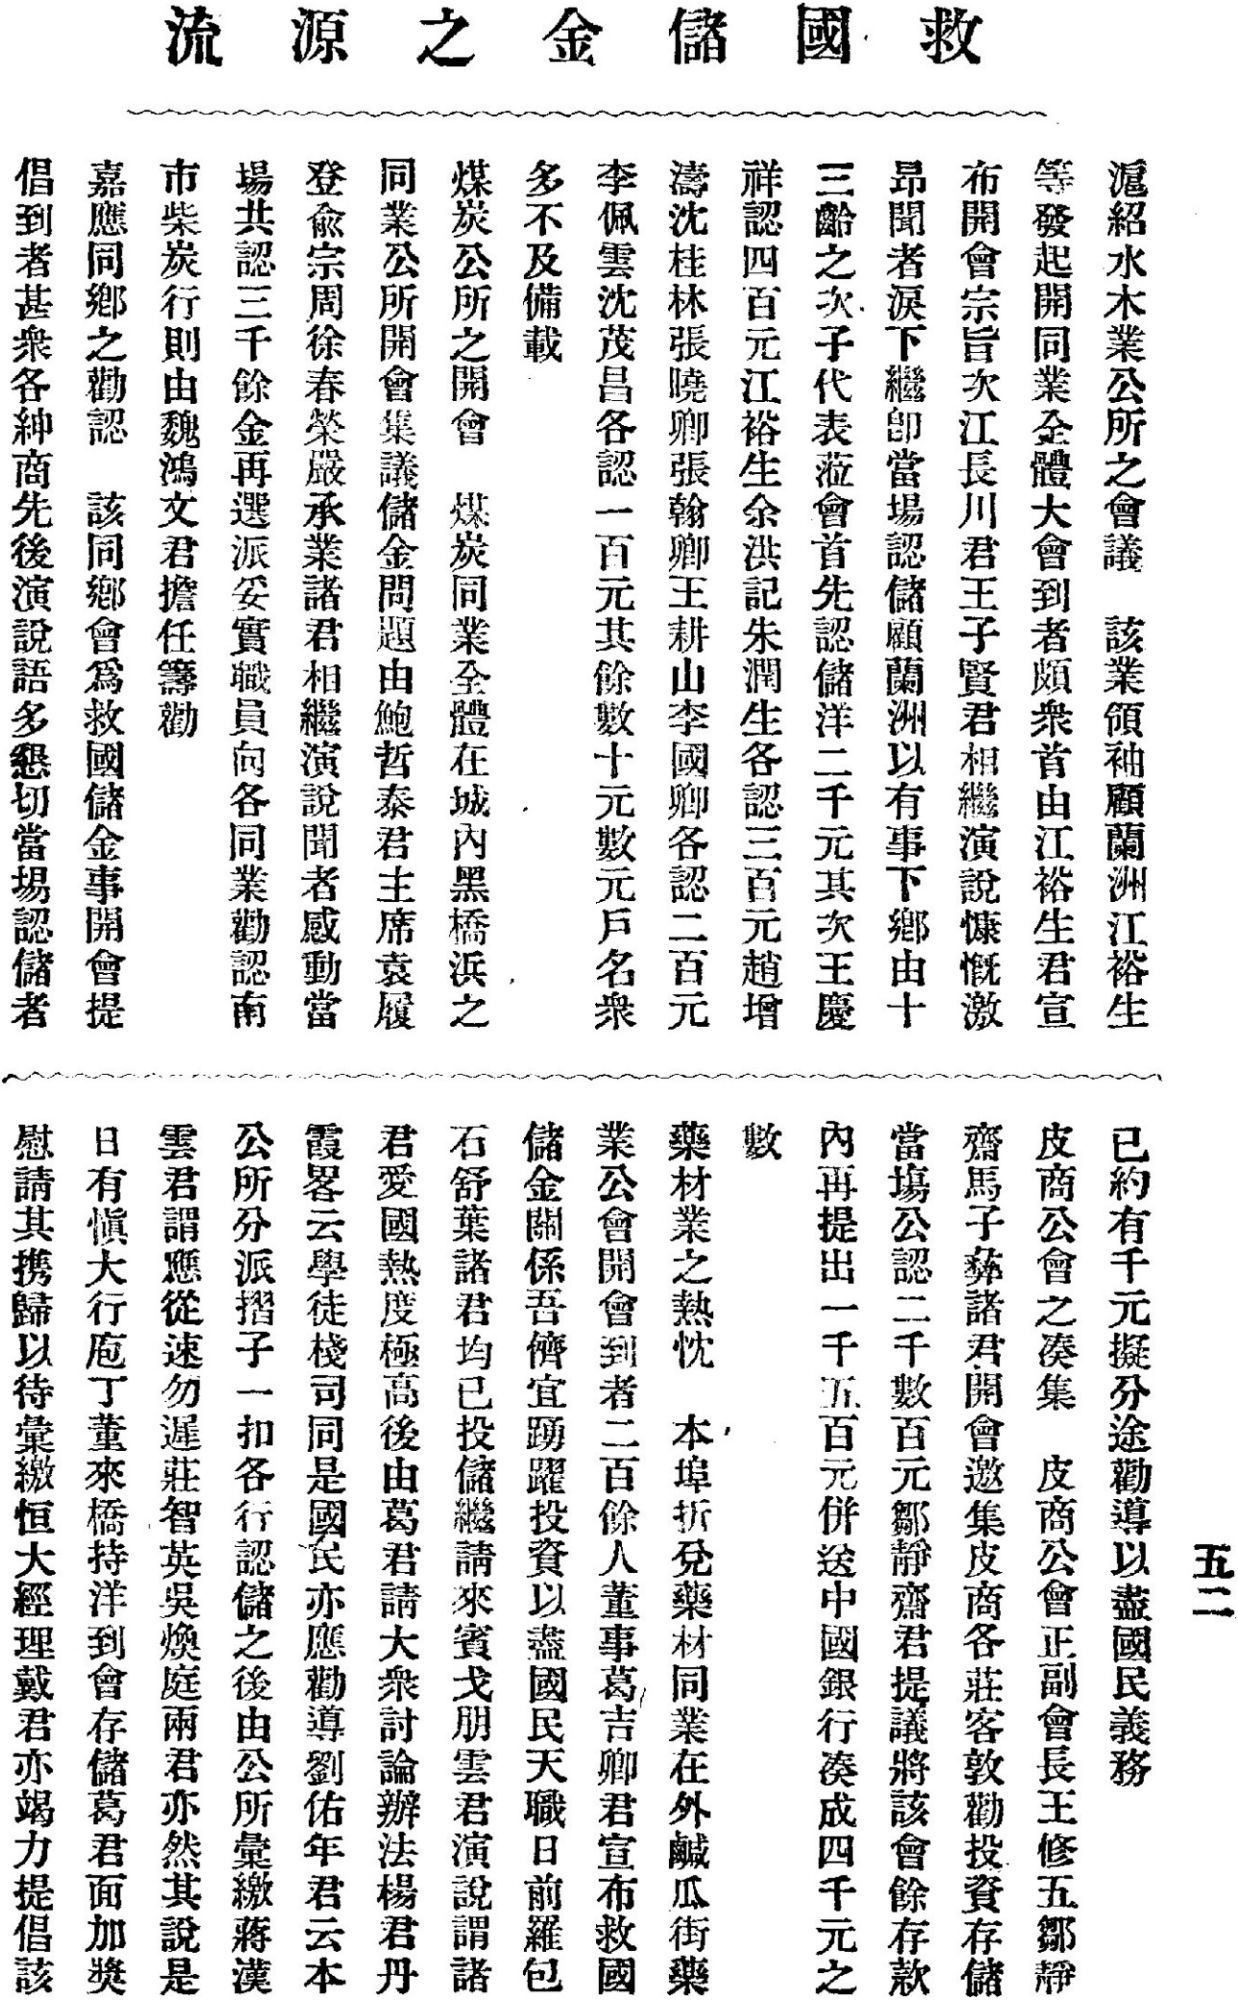 救國儲金之源流
滬紹水木業公所之會議　該業領袖顧蘭洲江裕生
等發起開同業全體大會到者頗衆首由江裕生君宣
布開會宗旨次江長川君王子賢君相繼演說慷慨激
昂聞者淚下繼卽當場認儲顧蘭洲以有事下鄉由十
三齡之次子代表蒞會首先認儲洋二千元其次王慶
祥認四百元江裕生余洪記朱潤生各認三百元趙增
濤沈桂林張曉卿張翰卿王耕山李國卿各認二百元
李佩雲沈茂昌各認一百元其餘數十元數元戶名衆
多不及備載
煤炭公所之開會　煤炭同業全體在城內黑橋浜之
同業公所開會集議儲金問題由鮑哲泰君主席袁履
登俞宗周徐春榮嚴承業諸君相繼演說聞者感動當
場共認三千餘金再選派妥實職員向各同業勸認南
市柴炭行則由魏鴻文君擔任籌勸
嘉應同鄉之勸認　該同鄉會爲救國儲金事開會提
倡到者甚衆各紳商先後演說語多懇切當場認儲者
已約有千元擬分途勸導以盡國民義務
皮商公會之湊集　皮商公會正副會長王修五鄒靜
齋馬子彝諸君開會邀集皮商各莊客敦勸投資存儲
當場公認二千數百元鄒靜齋君提議將該會餘存款
內再提出一千五百元併送中國銀行湊成四千元之
數
藥材業之熱忱　本埠折兌藥材同業在外鹹瓜街藥
業公會開會到者二百餘人董事葛吉卿君宣布救國
儲金關係吾儕宜踴躍投資以盡國民天職日前羅包
石舒葉諸君均已投儲繼請來賓戈朋雲君演說謂諸
君愛國熱度極高後由葛君請大衆討論辦法楊君丹
霞畧云學徒棧司同是國民亦應勸導劉佑年君云本
公所分派摺子一扣各行認儲之後由公所彙繳蔣漢
雲君謂應從速勿遲莊智英吳煥庭兩君亦然其說是
日有愼大行庖丁董來橋持洋到會存儲葛君面加獎
慰請其携歸以待彙繳恒大經理戴君亦竭力提倡該
五二